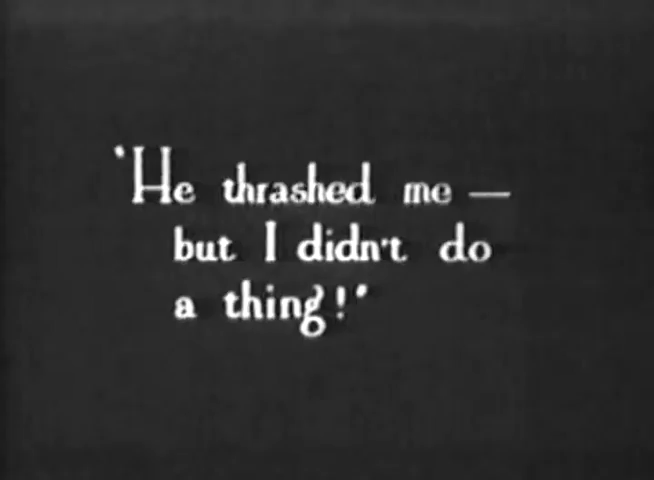 'He thrashed me —
but I didn't do
a thing!'